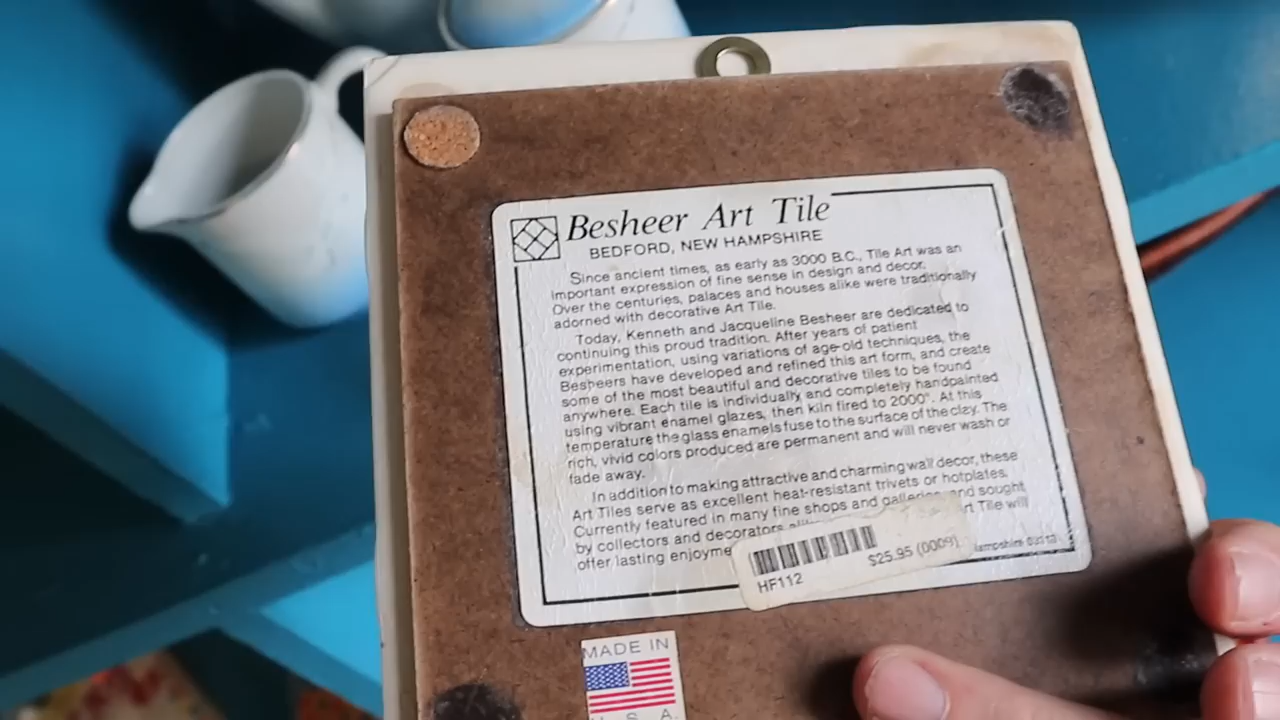 Besheer Art Tile
BEDFORD, NEW HAMPSHIRE
Since ancient times, as early as 3000 B.C., Tile Art was an
important expression of fine sense in design and decor.
Over the centuries, palaces and houses alike were traditionally
adorned with decorative Art Tile.
Today, Kenneth and Jacqueline Besheer are dedicated to
continuing this proud tradition. After years of patient
experimentation, using variations of age-old techniques, the
Besheers have developed and refined this art form, and create
some of the most beautiful and decorative tiles to be found
anywhere. Each tile is individually and completely handpainted
using vibrant enamel glazes, then kiln fired to 2000°. At this
temperature the glass enamels fuse to the surface of the clay. The
rich, vivid colors produced are permanent and will never wash or
fade away.
In addition to making attractive and charming wall decor, these
Art Tiles serve as excellent heat-resistant trivets or hotplates.
Currently featured in many fine shops and galleries and sought
by collectors and decorators Tile will
offer lasting
HF112
$25.95 (0009)
MADE IN
U.S.A.